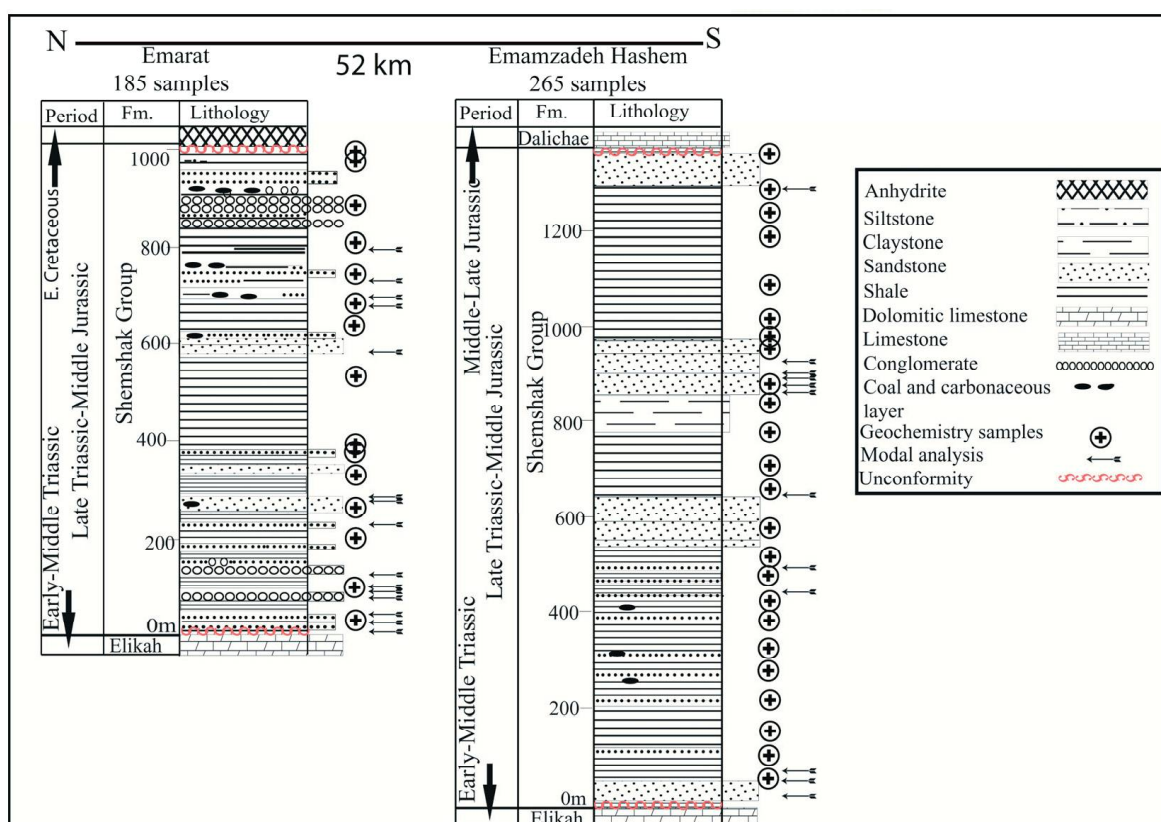 N
S
52 km
Emarat
185 samples
Period
Fm.
Lithology
1000
800
600
400
200
0m
E. Cretaceous
Late Triassic-Middle Jurassic
Early-Middle Triassic
Shemshak Group
Elikah
Emamzadeh Hashem
265 samples
Period
Fm.
Lithology
Dalichae
1200
1000
800
600
400
200
0m
Middle-Late Jurassic
Late Triassic-Middle Jurassic
Early-Middle Triassic
Shemshak Group
Elikah
Anhydrite
Siltstone
Claystone
Sandstone
Shale
Dolomitic limestone
Limestone
Conglomerate
Coal and carbonaceous
layer
Geochemistry samples
Modal analysis
Unconformity